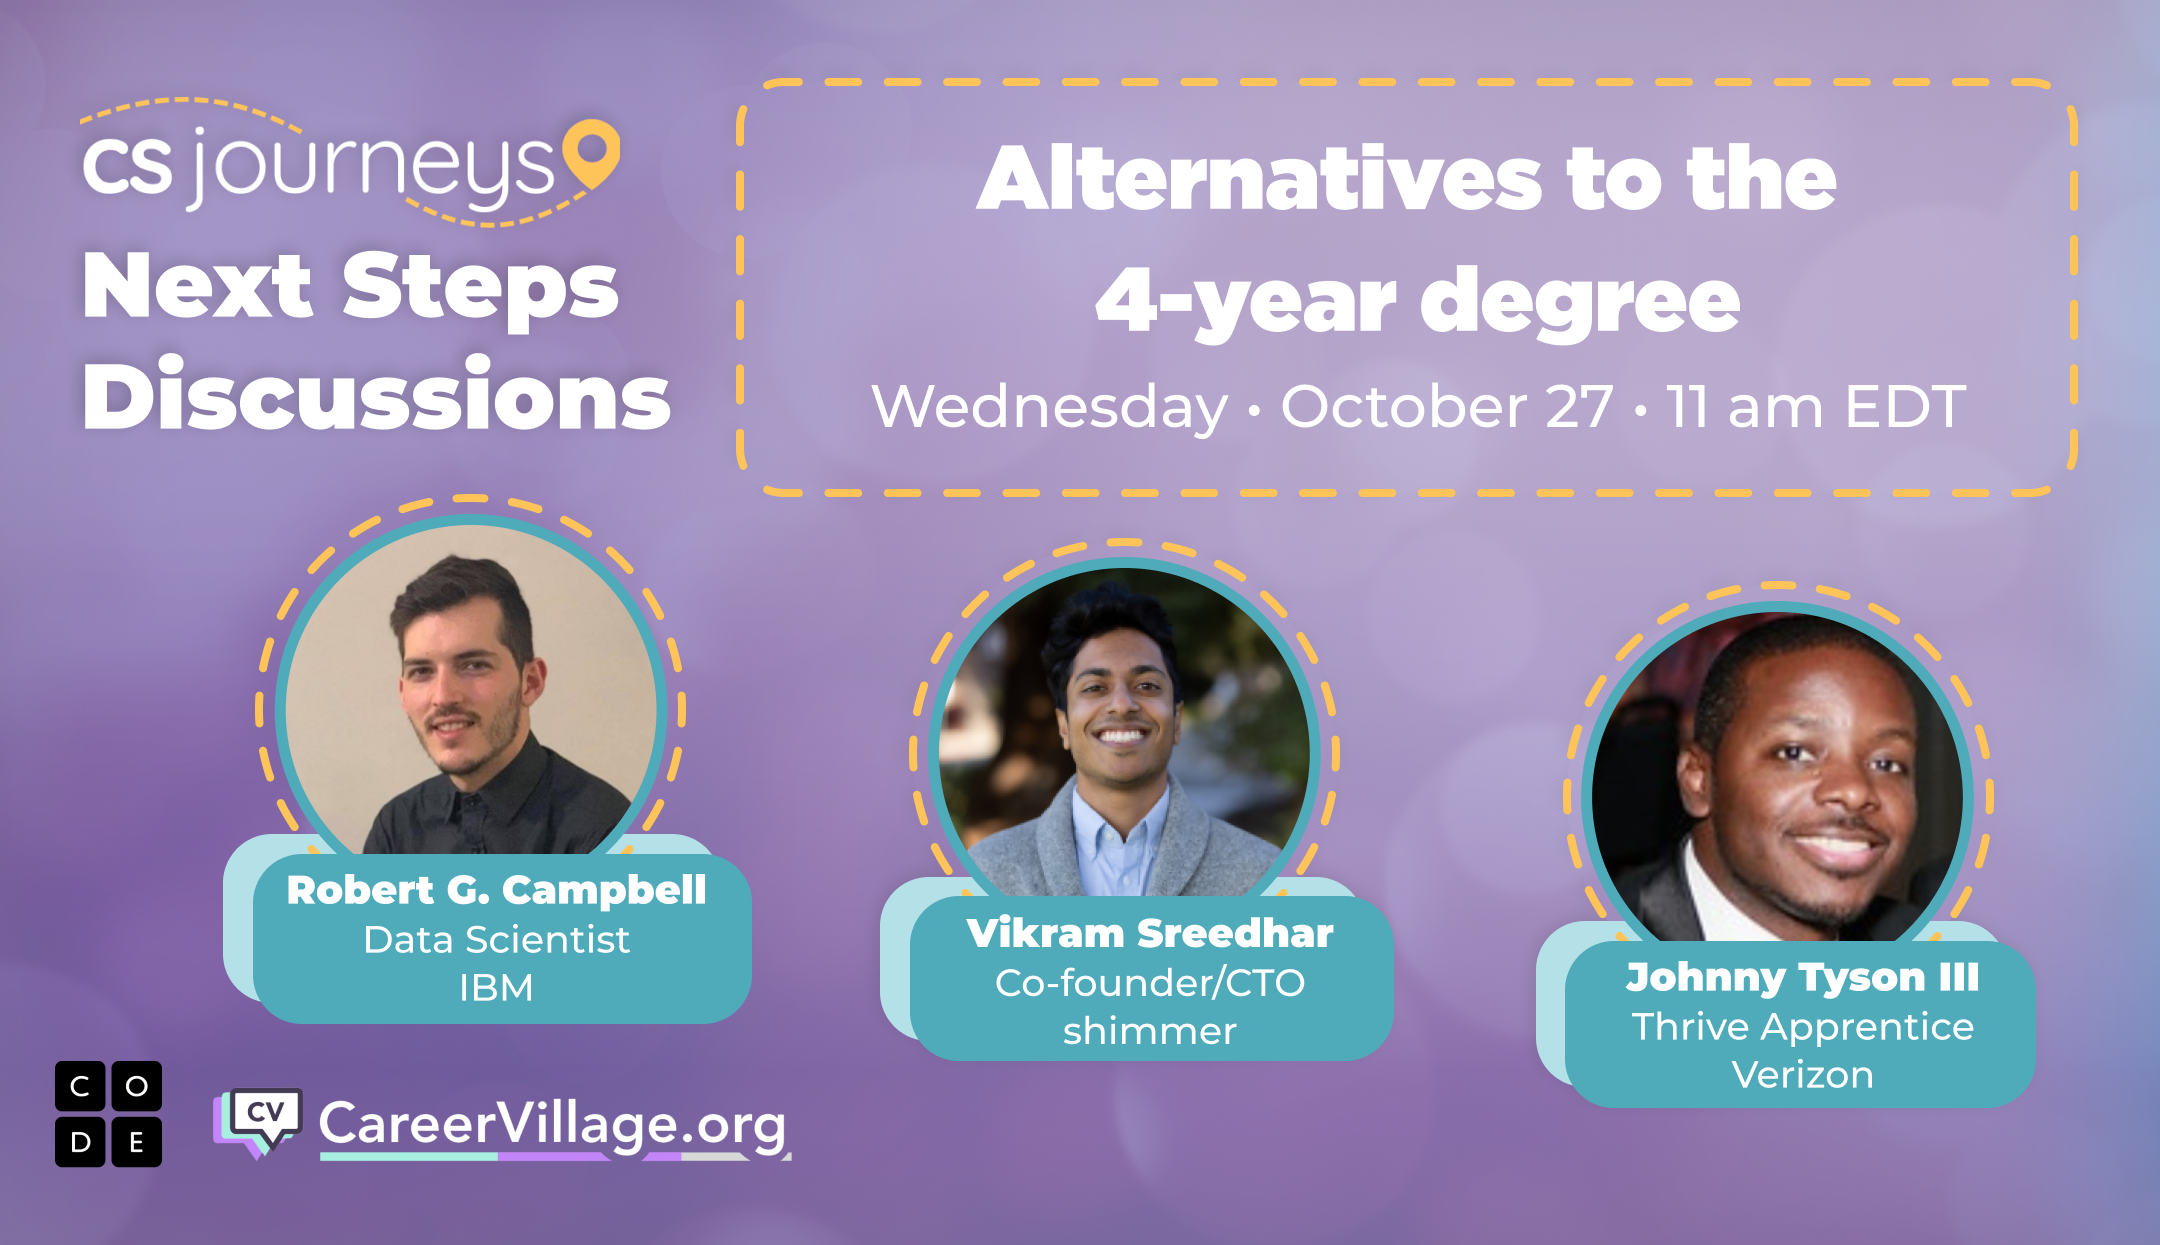 CS journeys
Next Steps
Discussions
Alternatives to the
4-year degree
Wednesday • October 27 • 11 am EDT
Robert G. Campbell
Data Scientist
IBM
Vikram Sreedhar
Co-founder/CTO
shimmer
Johnny Tyson III
Thrive Apprentice
Verizon
C O
D E
CV
CareerVillage.org